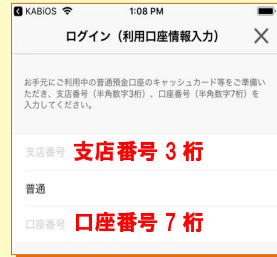 KABiOS 1:08 PM
ログイン（利用口座情報入力） ×
お手元にご利用中の普通預金口座のキャッシュカード等をご準備い
ただき、支店番号（半角数字3桁）、口座番号（半角数字7桁）を
入力してください。
支店番号 支店番号 3 桁
普通
口座番号 口座番号 7 桁